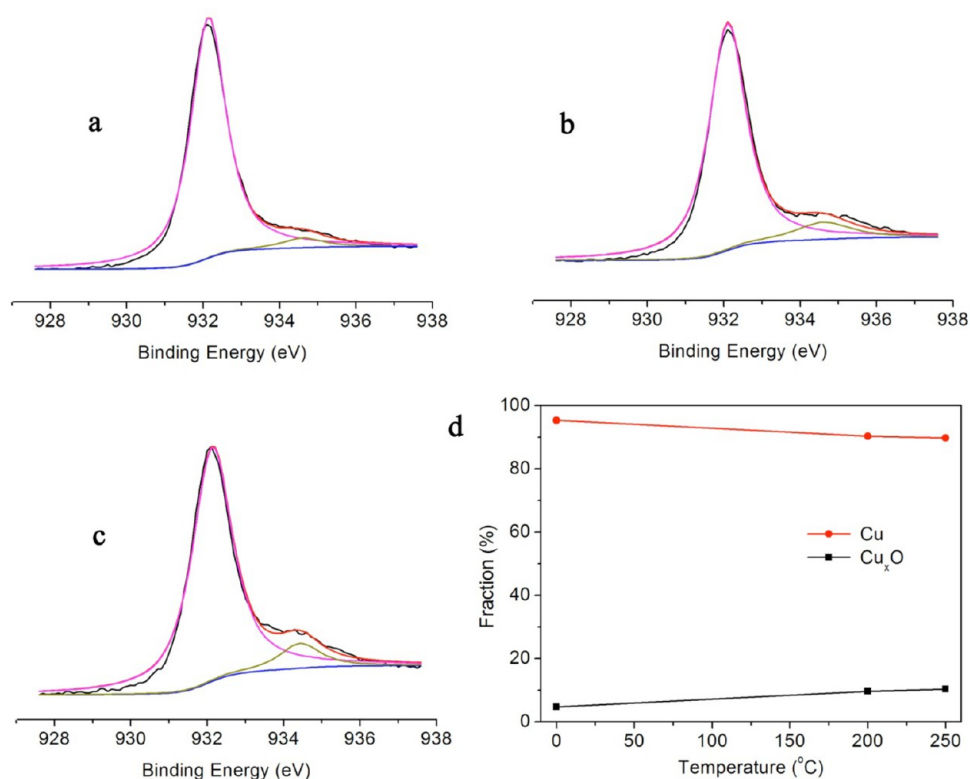 a
928 930 932 934 936 938
Binding Energy (eV)
b
928 930 932 934 936 938
Binding Energy (eV)
c
928 930 932 934 936 938
Binding Energy (eV)
d
100
80
60
40
20
0
Fraction (%)
Cu
CuₓO
0 50 100 150 200 250
Temperature (⁰C)